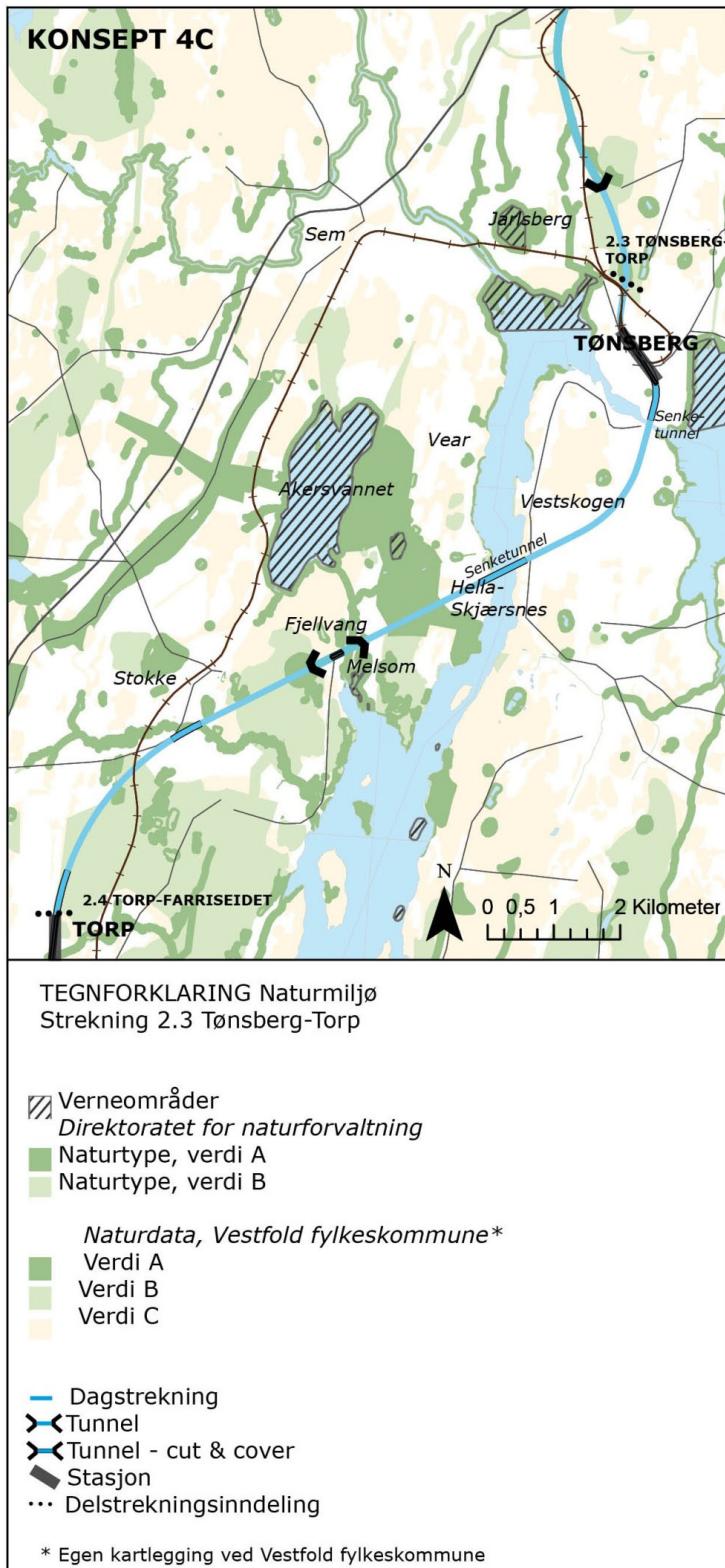 KONSEPT 4C
Jarlsberg
Sem
2.3 TØNSBERG-
TORP
TØNSBERG
Senke-
tunnel
Vear
Akersvannet
Vestskogen
Senketunnel
Hella-
Skjærsnes
Fjellvang
Melsom
Stokke
N
2.4 TORP-FARRISEIDET
TORP
0 0,5 1 2 Kilometer
TEGNFORKLARING Naturmiljø
Strekning 2.3 Tønsberg-Torp
Verneområder
Direktoratet for naturforvaltning
Naturtype, verdi A
Naturtype, verdi B
Naturdata, Vestfold fylkeskommune*
Verdi A
Verdi B
Verdi C
Dagstrekning
Tunnel
Tunnel - cut & cover
Stasjon
Delstrekningsinndeling
* Egen kartlegging ved Vestfold fylkeskommune